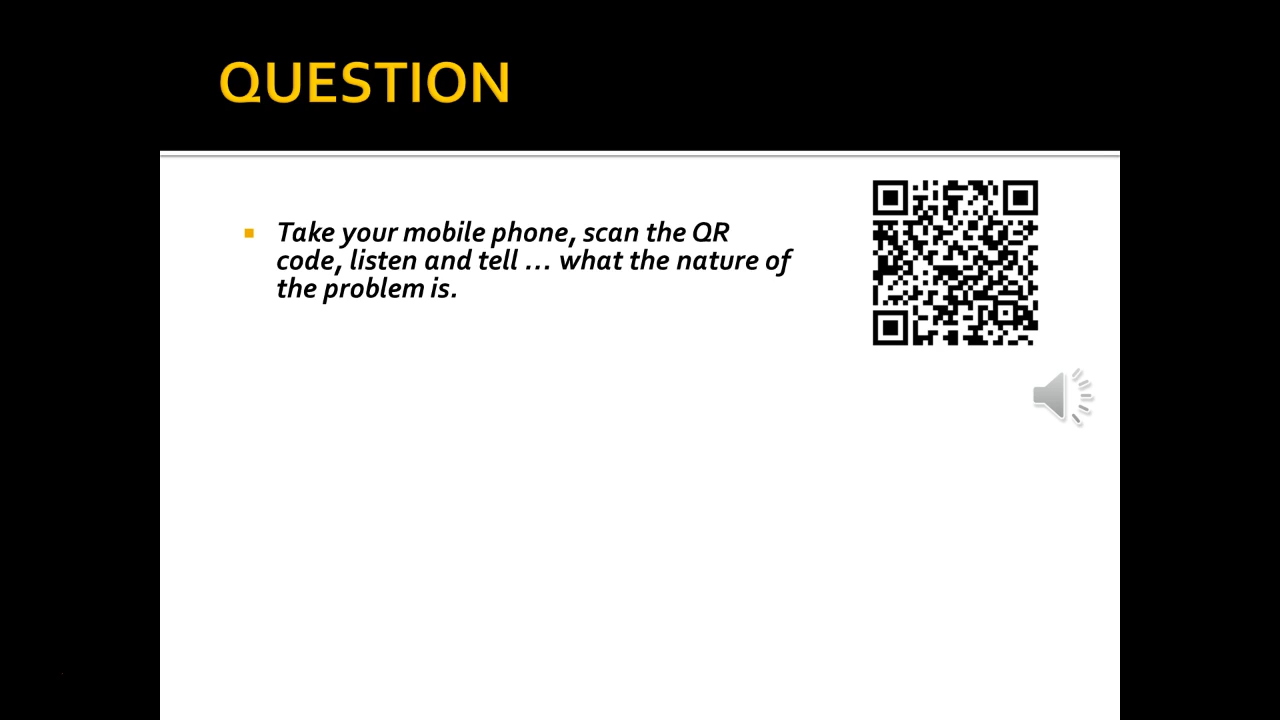 QUESTION
Take your mobile phone, scan the QR
code, listen and tell ... what the nature of
the problem is.